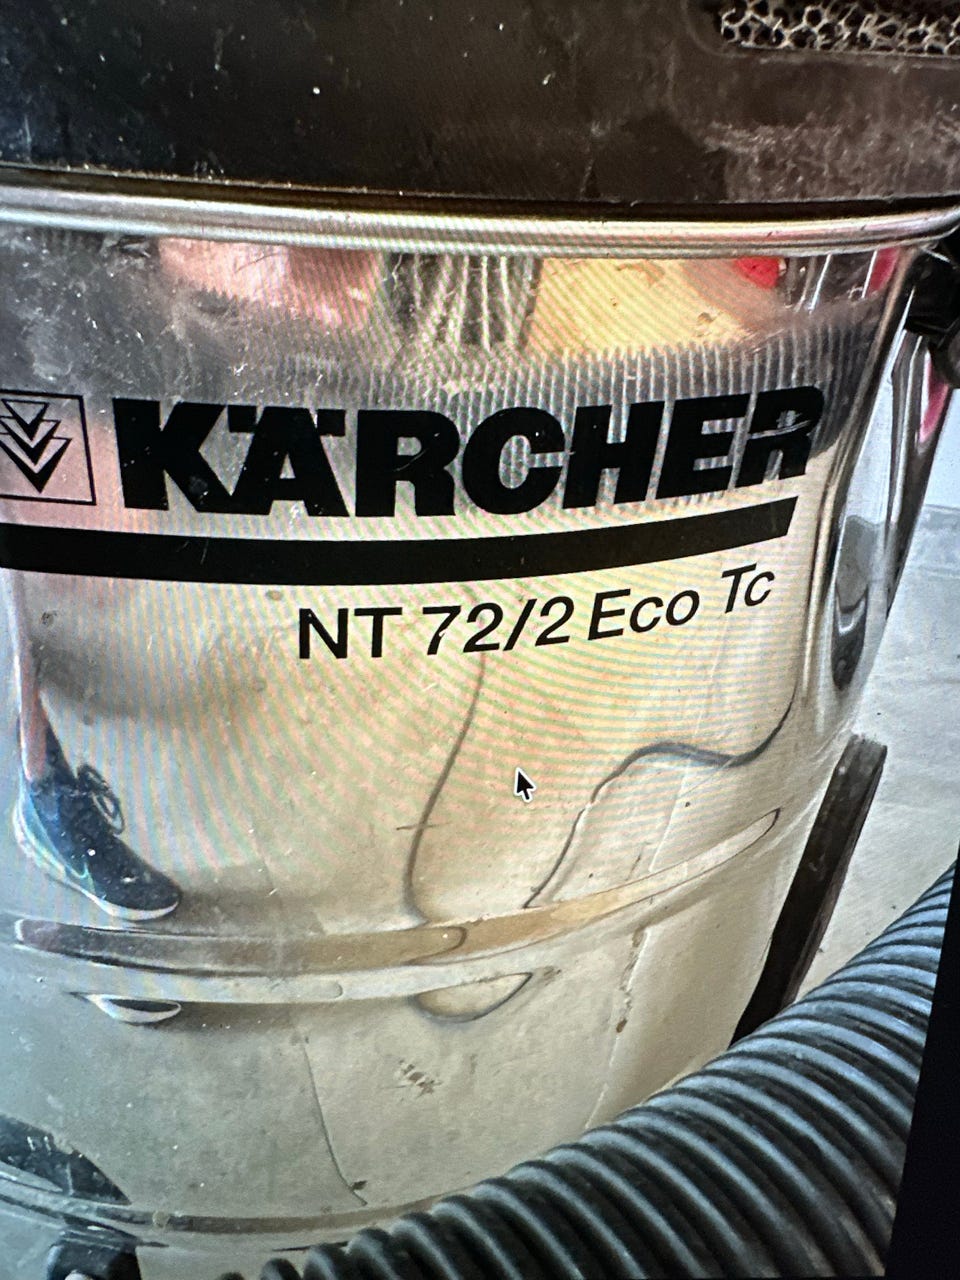 KÄRCHER
NT 72/2 Eco Tc